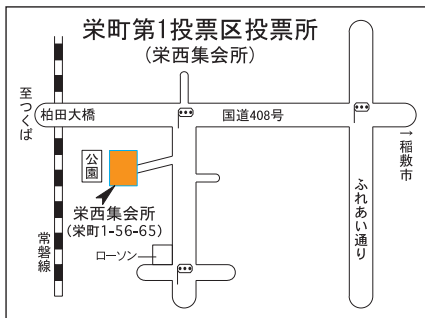 栄町第1投票区投票所
(栄西集会所)
至つくば
柏田大橋
国道408号
→稲敷市
公園
栄西集会所
(栄町1-56-65)
ふれあい通り
常磐線
ローソン